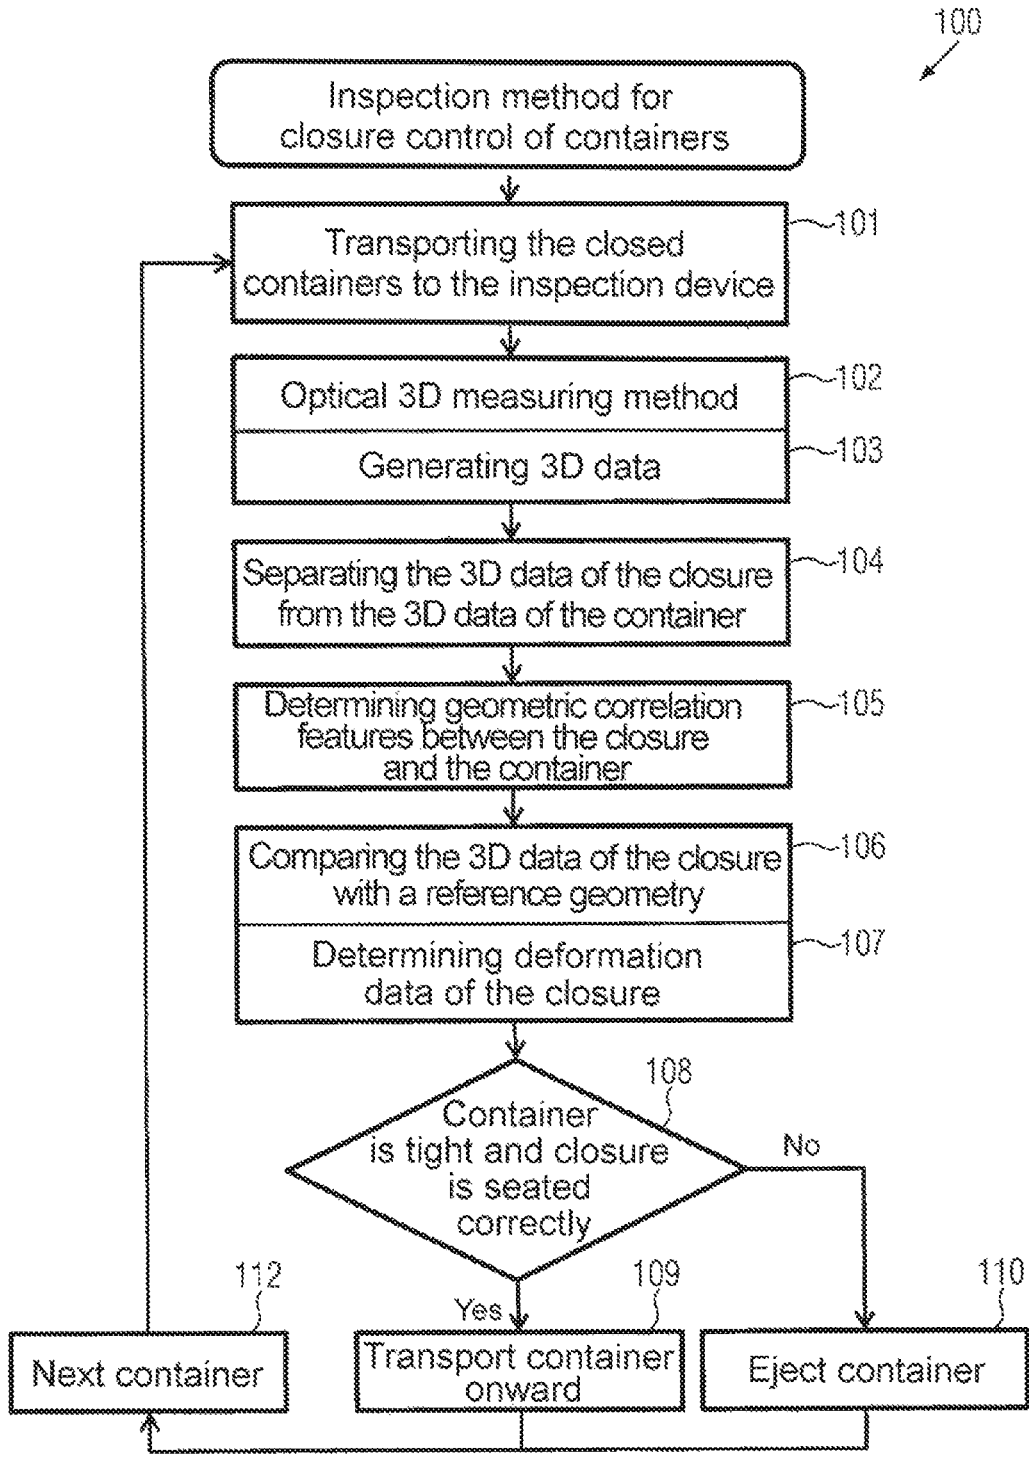 100
Inspection method for
closure control of containers
101
Transporting the closed
containers to the inspection device
102
Optical 3D measuring method
103
Generating 3D data
104
Separating the 3D data of the closure
from the 3D data of the container
105
Determining geometric correlation
features between the closure
and the container
106
Comparing the 3D data of the closure
with a reference geometry
107
Determining deformation
data of the closure
108
Container
is tight and closure
is seated
correctly
No
Yes
112
Next container
109
Transport container
onward
110
Eject container